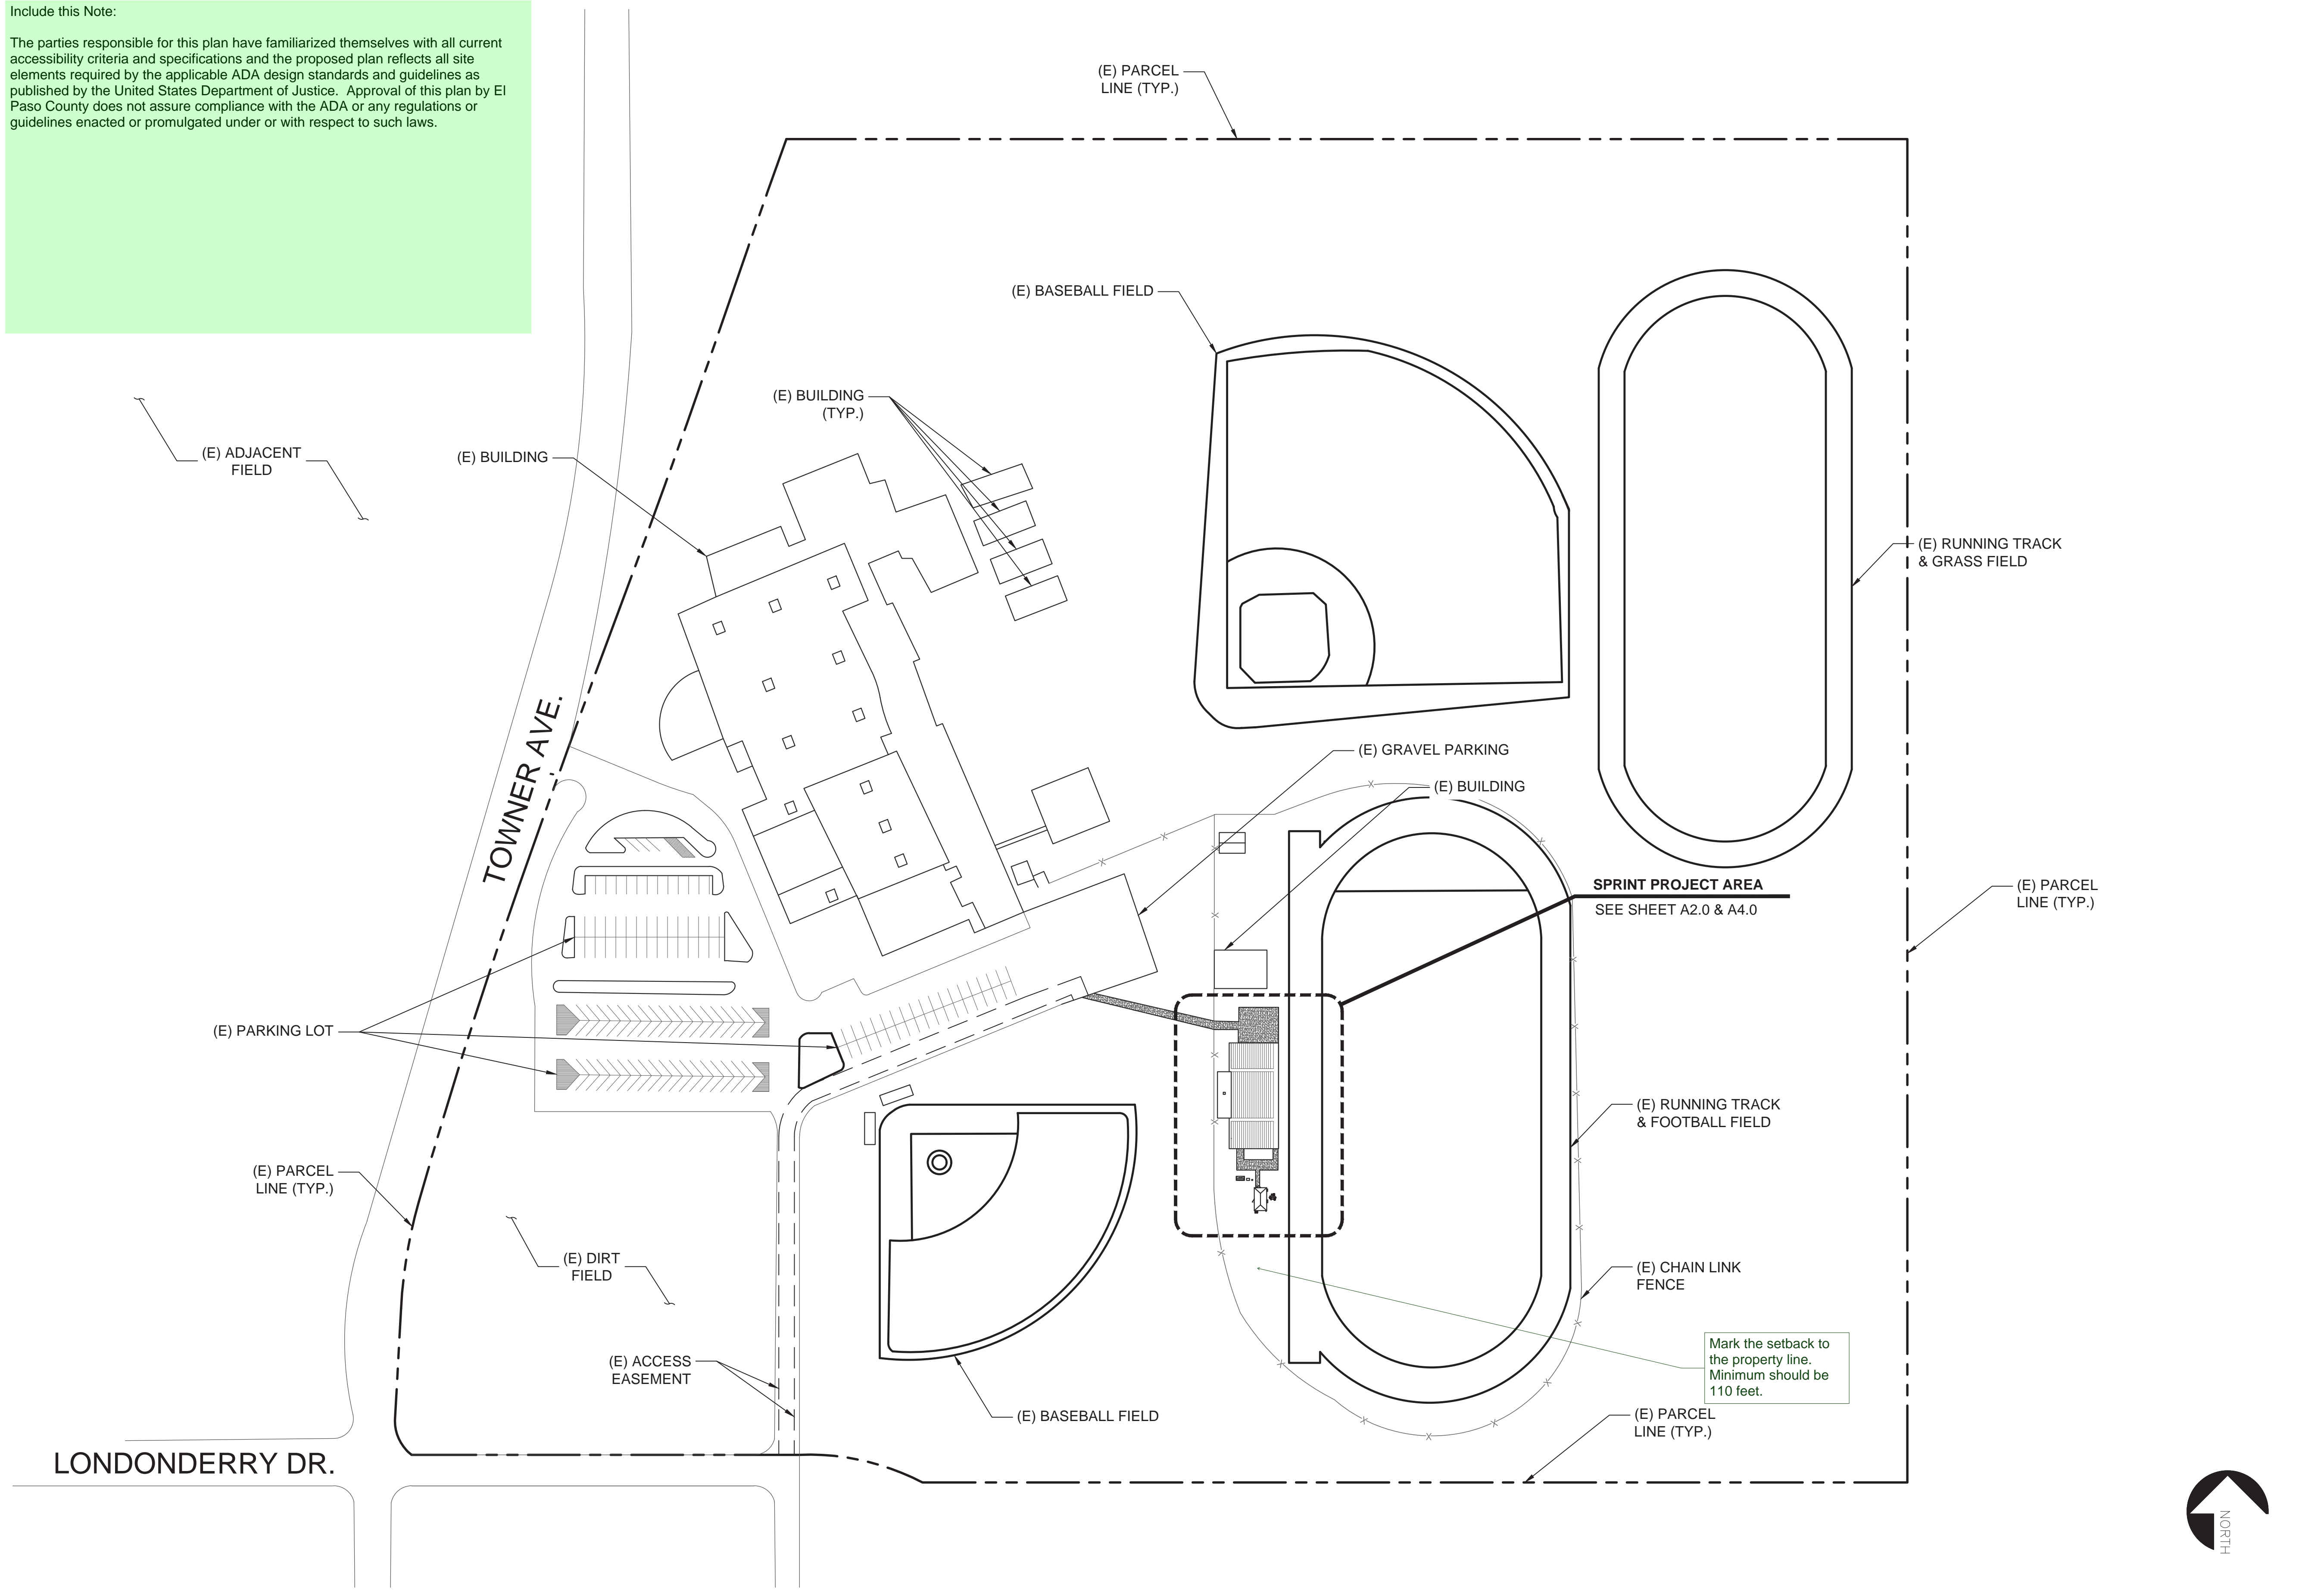 Include this Note:
The parties responsible for this plan have familiarized themselves with all current
accessibility criteria and specifications and the proposed plan reflects all site
elements required by the applicable ADA design standards and guidelines as
published by the United States Department of Justice.  Approval of this plan by El
Paso County does not assure compliance with the ADA or any regulations or
guidelines enacted or promulgated under or with respect to such laws.
(E) PARCEL
LINE (TYP.)
(E) BASEBALL FIELD
(E) BUILDING
(TYP.)
(E) ADJACENT
FIELD
(E) BUILDING
(E) RUNNING TRACK
& GRASS FIELD
TOWNER AVE.
(E) GRAVEL PARKING
(E) BUILDING
SPRINT PROJECT AREA
SEE SHEET A2.0 & A4.0
(E) PARCEL
LINE (TYP.)
(E) PARKING LOT
(E) RUNNING TRACK
& FOOTBALL FIELD
(E) PARCEL
LINE (TYP.)
(E) DIRT
FIELD
(E) CHAIN LINK
FENCE
Mark the setback to
the property line.
Minimum should be
110 feet.
(E) ACCESS
EASEMENT
(E) BASEBALL FIELD
(E) PARCEL
LINE (TYP.)
LONDONDERRY DR.
NORTH